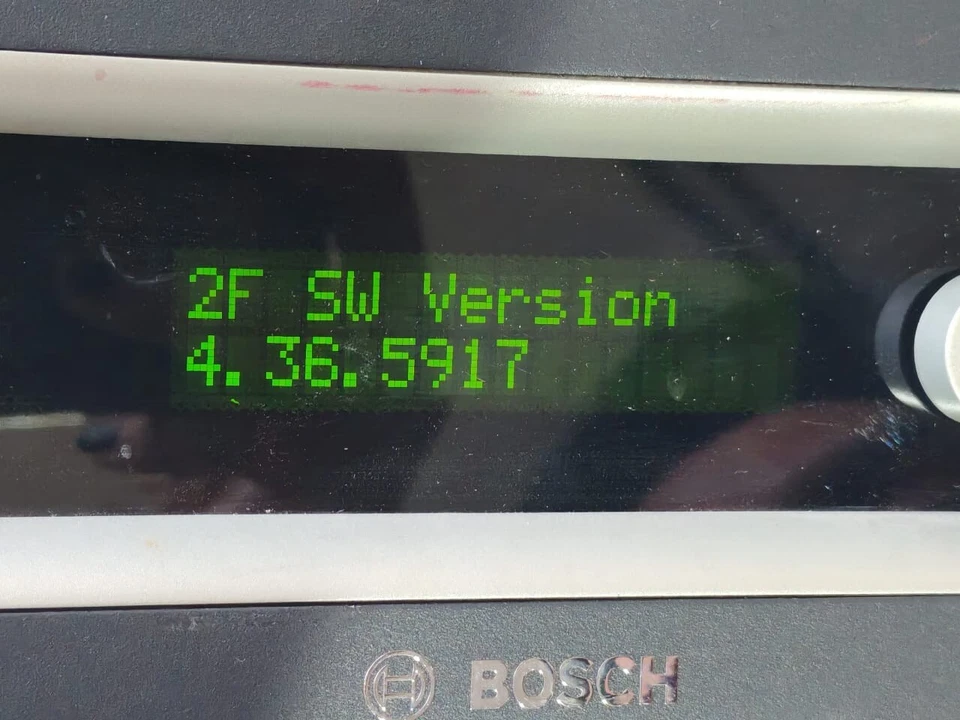 2F SW Version
4.36.5917
BOSCH